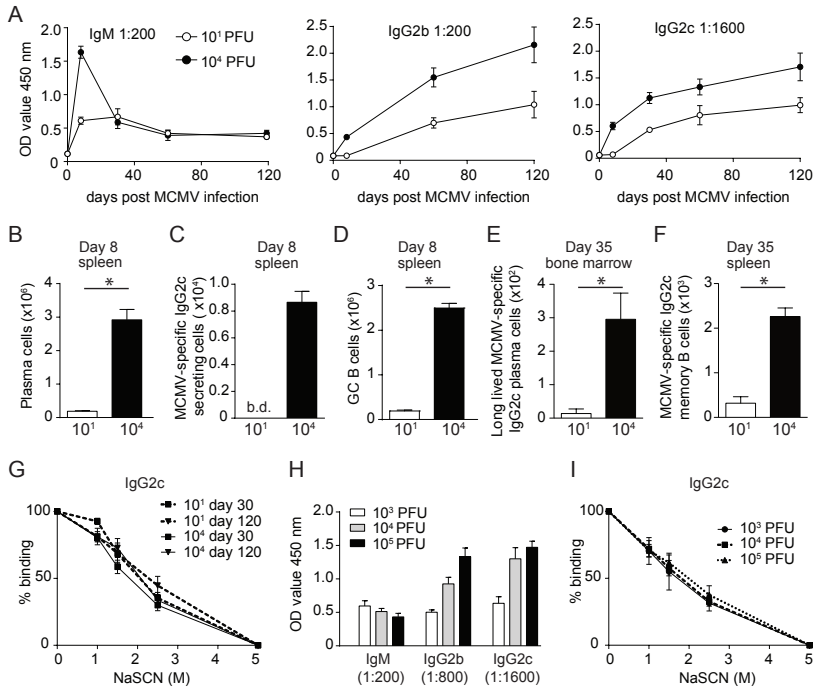 A
IgM 1:200
10¹ PFU
10⁴ PFU
OD value 450 nm
2.0
1.5
1.0
0.5
0
0 40 80 120
days post MCMV infection
IgG2b 1:200
2.5
2.0
1.5
1.0
0.5
0
0 40 80 120
days post MCMV infection
IgG2c 1:1600
2.5
2.0
1.5
1.0
0.5
0
0 40 80 120
days post MCMV infection
B
Day 8
spleen
*
Plasma cells (x10⁶)
4
3
2
1
0
10¹ 10⁴
C
Day 8
spleen
MCMV-specific IgG2c
secreting cells ( x10⁴)
1.0
0.8
0.6
0.4
0.2
0
b.d.
10¹ 10⁴
D
Day 8
spleen
*
GC B cells (x10⁶)
3
2
1
0
10¹ 10⁴
E
Day 35
bone marrow
*
Long lived MCMV-specific
IgG2c plasma cells (x10²)
4
3
2
1
0
10¹ 10⁴
F
Day 35
spleen
*
MCMV-specific IgG2c
memory B cells (x10³)
3
2
1
0
10¹ 10⁴
G
IgG2c
10¹ day 30
10¹ day 120
10⁴ day 30
10⁴ day 120
% binding
100
50
0
0 1 2 3 4 5
NaSCN (M)
H
10³ PFU
10⁴ PFU
10⁵ PFU
OD value 450 nm
2.0
1.5
1.0
0.5
0
IgM IgG2b IgG2c
(1:200) (1:800) (1:1600)
I
IgG2c
10³ PFU
10⁴ PFU
10⁵ PFU
% binding
100
50
0
0 1 2 3 4 5
NaSCN (M)